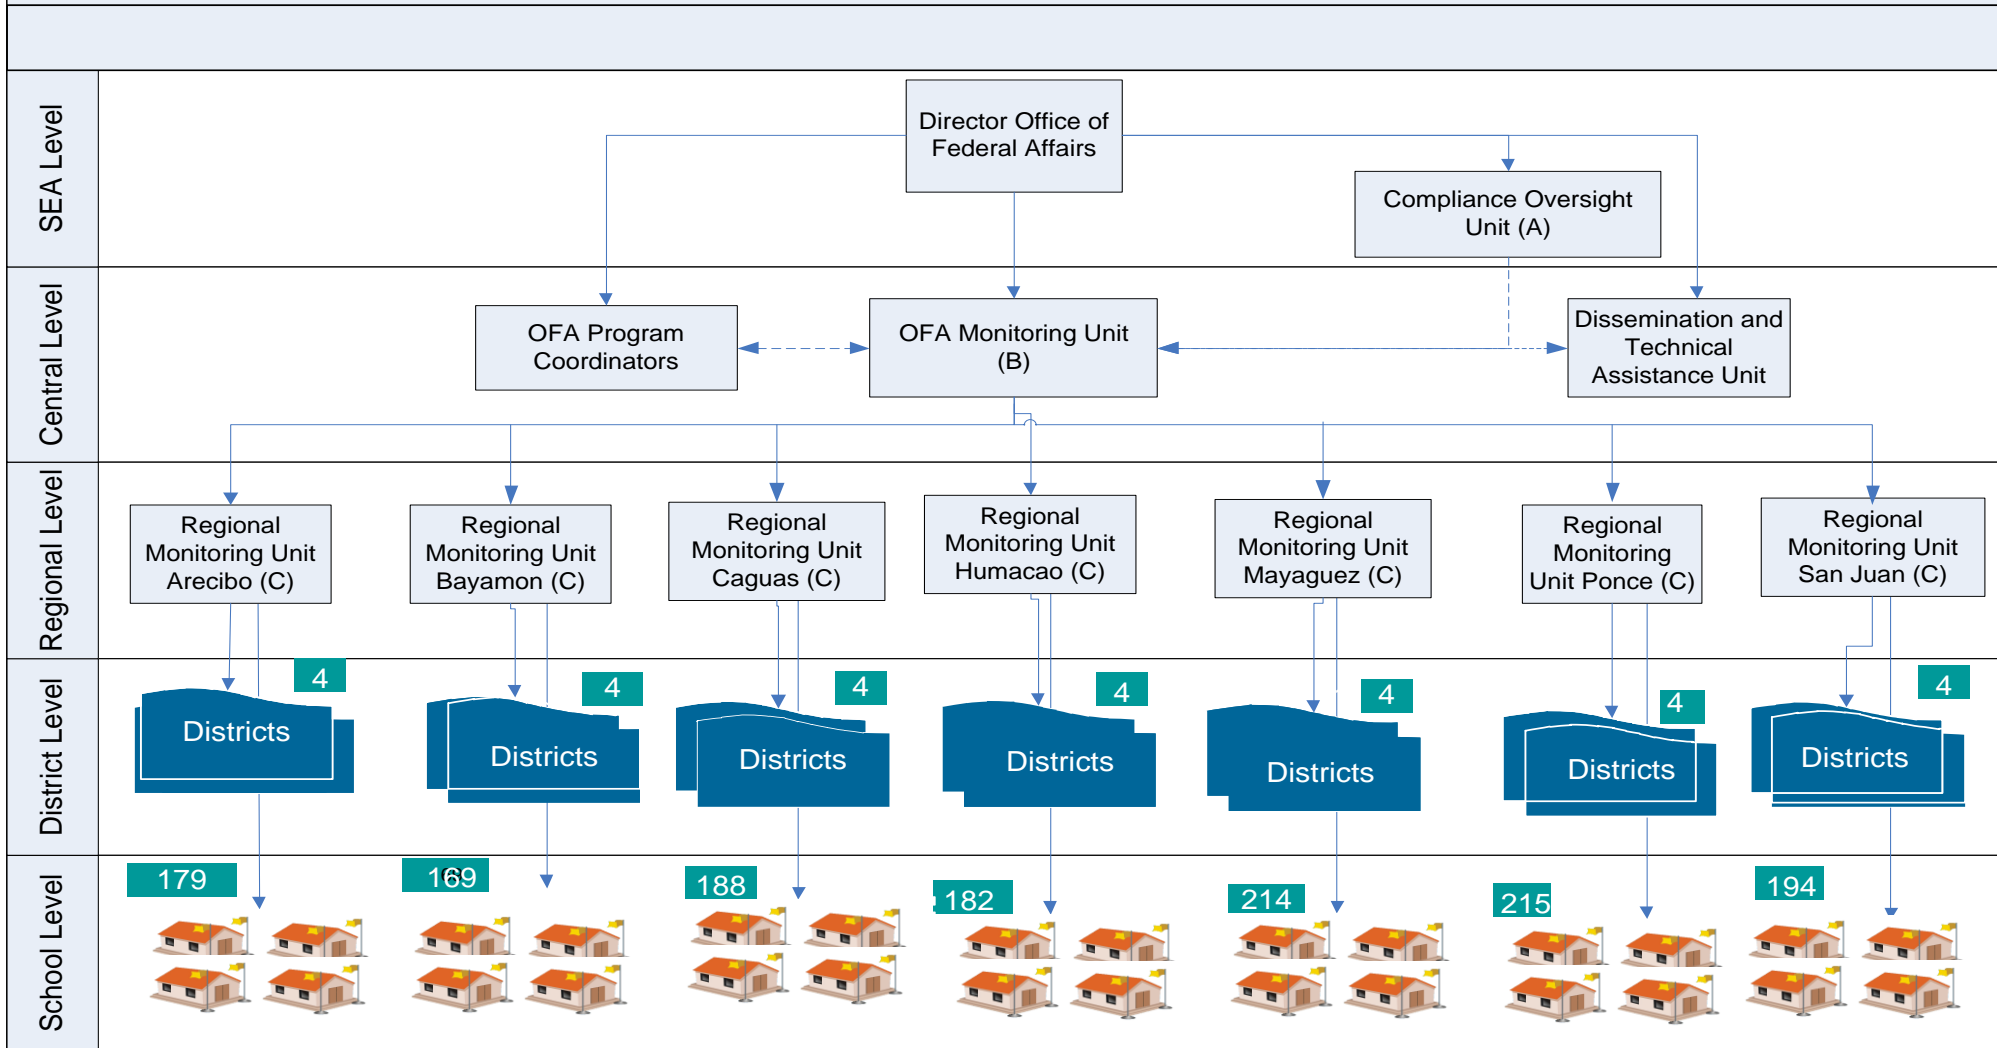 SEA Level
Director Office of
Federal Affairs
Compliance Oversight
Unit (A)
Central Level
OFA Program
Coordinators
OFA Monitoring Unit
(B)
Dissemination and
Technical
Assistance Unit
Regional Level
Regional
Monitoring Unit
Arecibo (C)
Regional
Monitoring Unit
Bayamon (C)
Regional
Monitoring Unit
Caguas (C)
Regional
Monitoring Unit
Humacao (C)
Regional
Monitoring Unit
Mayaguez (C)
Regional
Monitoring
Unit Ponce (C)
Regional
Monitoring Unit
San Juan (C)
District Level
4
Districts
4
Districts
4
Districts
4
Districts
4
Districts
4
Districts
4
Districts
School Level
179
169
188
182
214
215
194